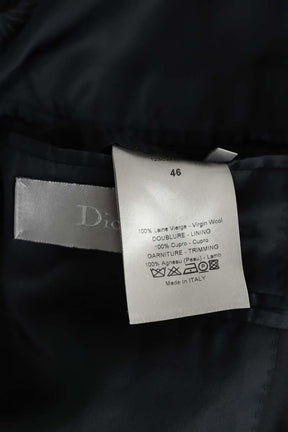 46
100% Laine Vierge - Virgin Wool
DOUBLURE - LINING
100% Cupro - Cupro
GARNITURE - TRIMMING
100% Agneau (Peau) - Lamb
Made in ITALY